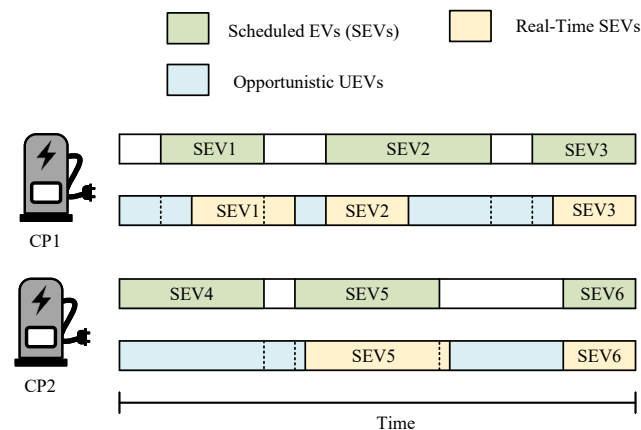 Scheduled EVs (SEVs)
Real-Time SEVs
Opportunistic UEVs
SEV1
SEV2
SEV3
SEV1
SEV2
SEV3
CP1
SEV4
SEV5
SEV6
SEV5
SEV6
CP2
Time